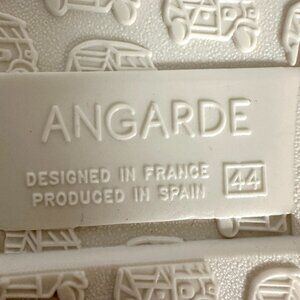 ANGARDE
DESIGNED IN FRANCE
PRODUCED IN SPAIN
44